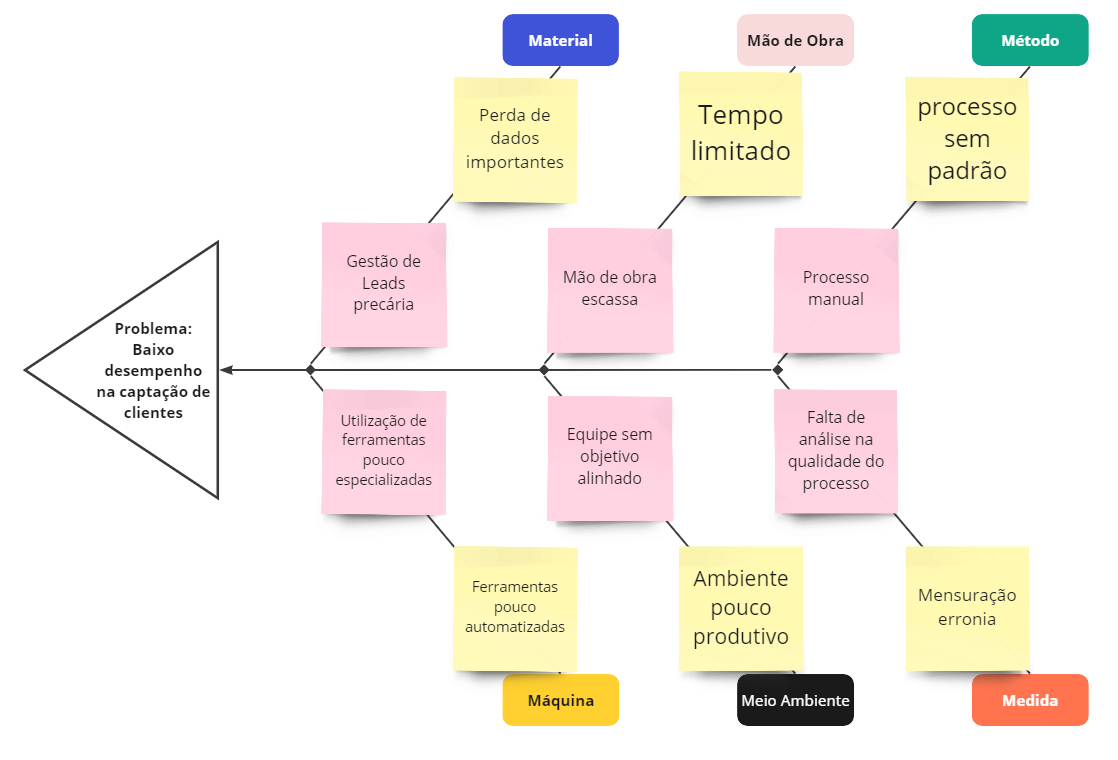 Material
Mão de Obra
Método
Perda de
dados
importantes
Tempo
limitado
processo
sem
padrão
Gestão de
Leads
precária
Mão de obra
escassa
Processo
manual
Problema:
Baixo
desempenho
na captação de
clientes
Utilização de
ferramentas
pouco
especializadas
Equipe sem
objetivo
alinhado
Falta de
análise na
qualidade do
processo
Ferramentas
pouco
automatizadas
Ambiente
pouco
produtivo
Mensuração
erronia
Máquina
Meio Ambiente
Medida